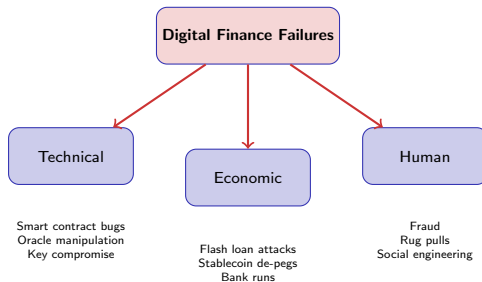 Digital Finance Failures
Technical
Economic
Human
Smart contract bugs
Oracle manipulation
Key compromise
Flash loan attacks
Stablecoin de-pegs
Bank runs
Fraud
Rug pulls
Social engineering